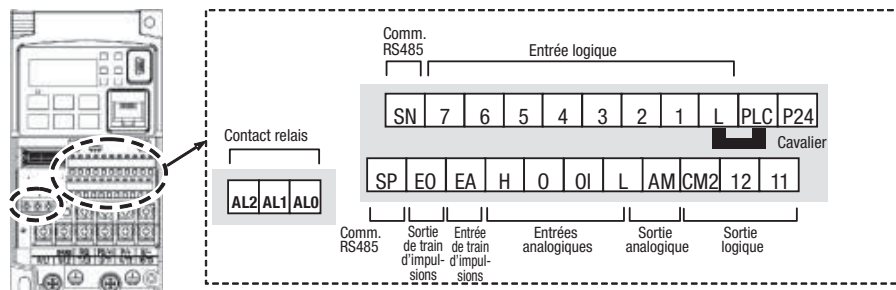 Comm.
RS485
Entrée logique
SN 7 6 5 4 3 2 1 L PLC P24
Cavalier
Contact relais
AL2 AL1 AL0
SP EO EA H O OI L AM CM2 12 11
Comm.
RS485
Sortie
de train
d'impul-
sions
Entrée
de train
d'impul-
sions
Entrées
analogiques
Sortie
analogique
Sortie
logique